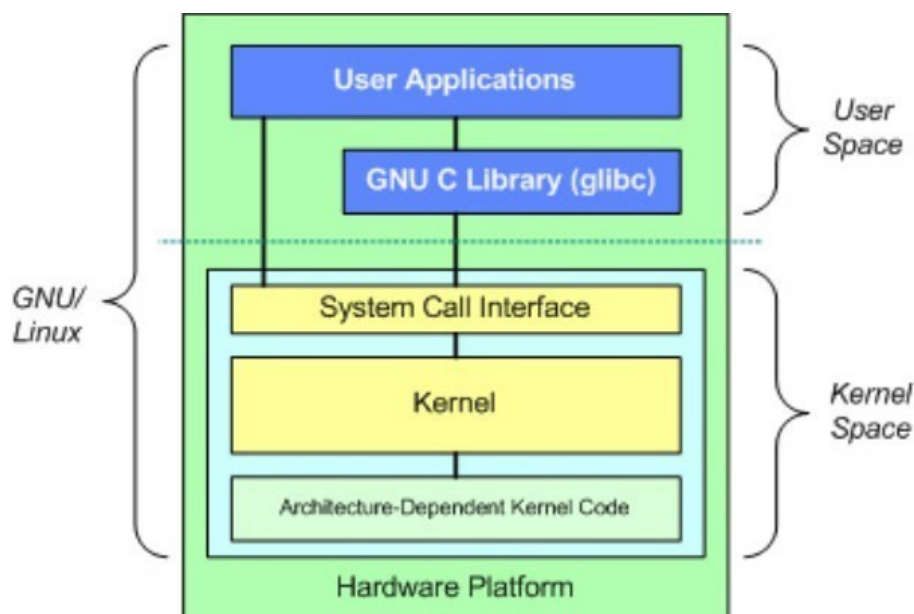 User Applications
User
Space
GNU C Library (glibc)
GNU/
Linux
System Call Interface
Kernel
Kernel
Space
Architecture-Dependent Kernel Code
Hardware Platform